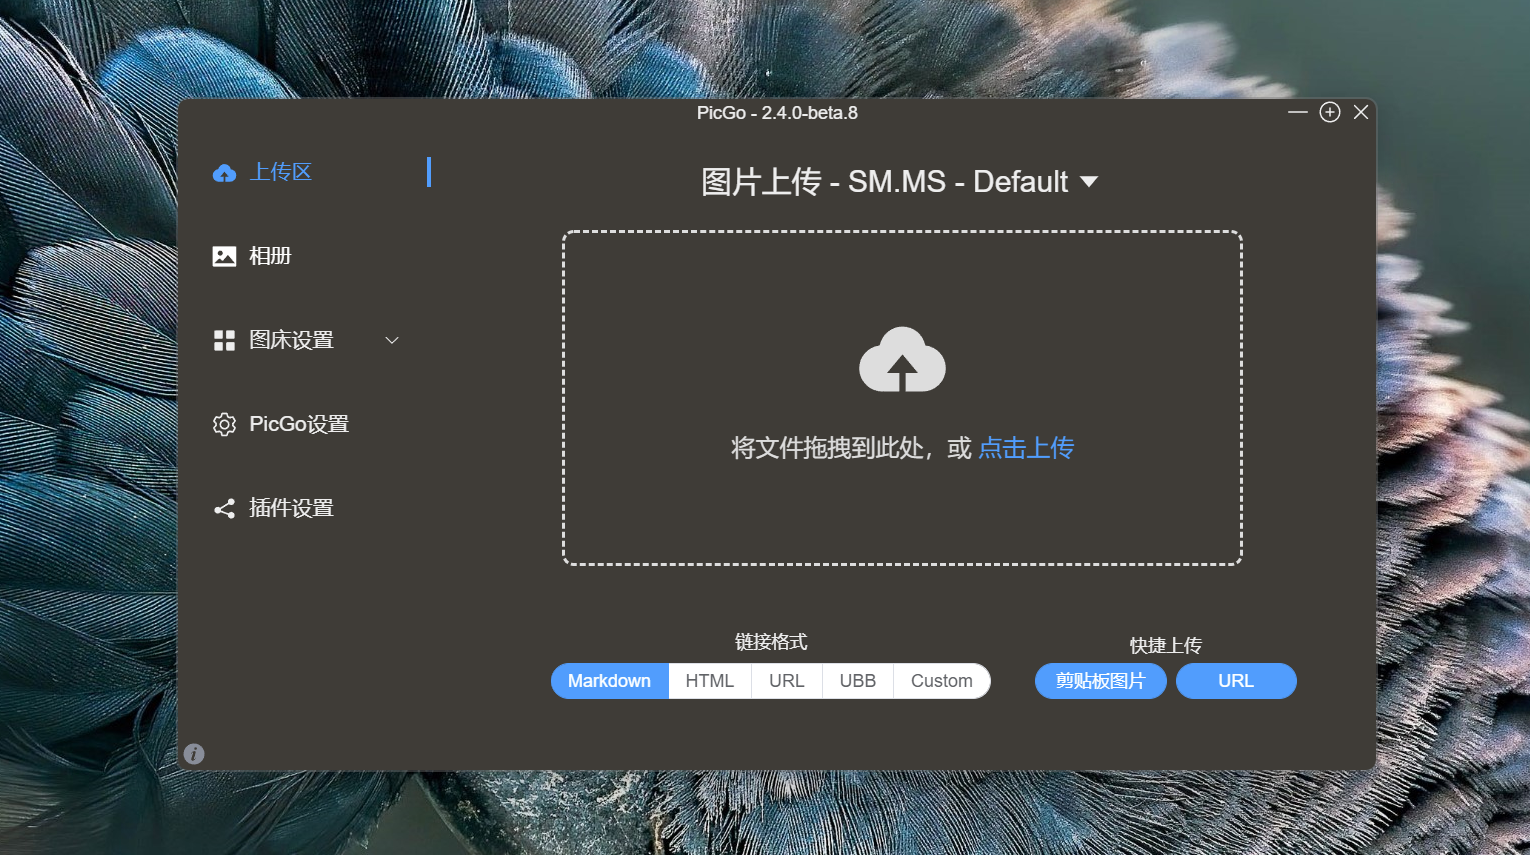 PicGo - 2.4.0-beta.8
上传区
相册
图床设置
PicGo设置
插件设置
图片上传 - SM.MS - Default
将文件拖拽到此处，或 点击上传
链接格式
Markdown HTML URL UBB Custom
快捷上传
剪贴板图片 URL